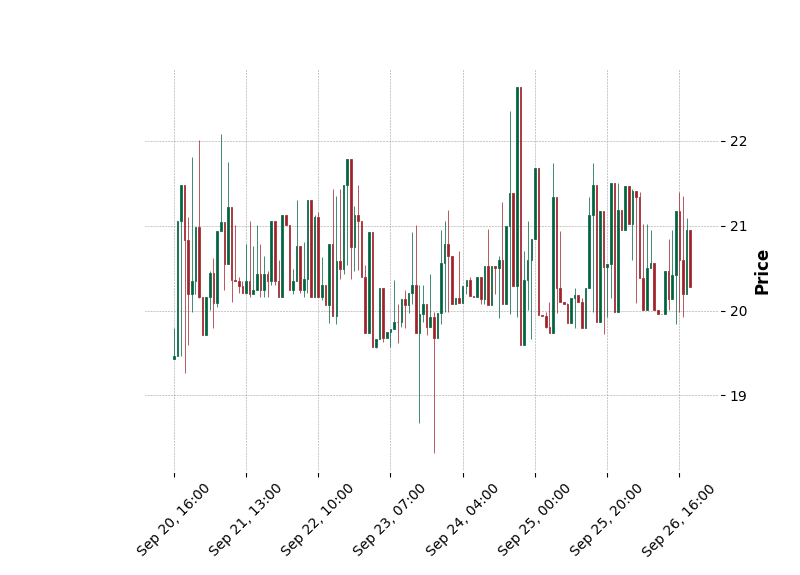 22
21
20
19
Price
Sep 20, 16:00
Sep 21, 13:00
Sep 22, 10:00
Sep 23, 07:00
Sep 24, 04:00
Sep 25, 00:00
Sep 25, 20:00
Sep 26, 16:00